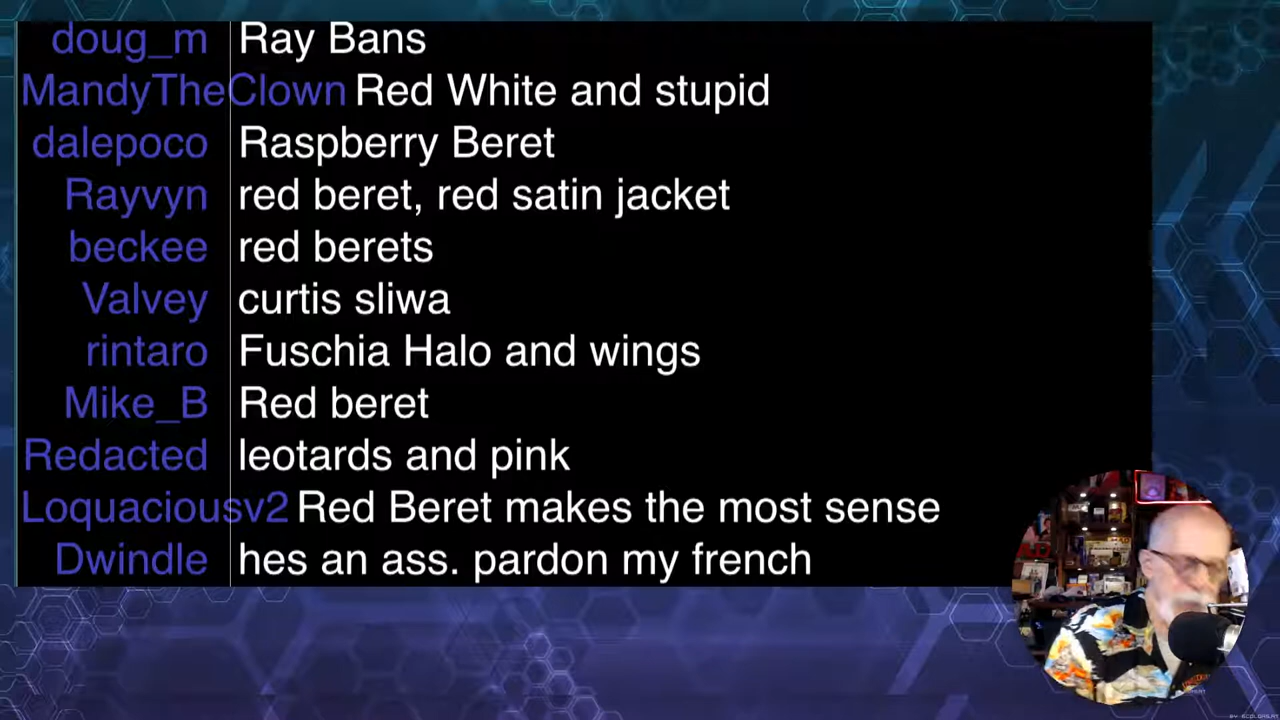 doug_m Ray Bans
MandyTheClown Red White and stupid
dalepoco Raspberry Beret
Rayvyn red beret, red satin jacket
beckee red berets
Valvey curtis sliwa
rintaro Fuschia Halo and wings
Mike_B Red beret
Redacted leotards and pink
Loquaciousv2 Red Beret makes the most sense
Dwindle hes an ass. pardon my french